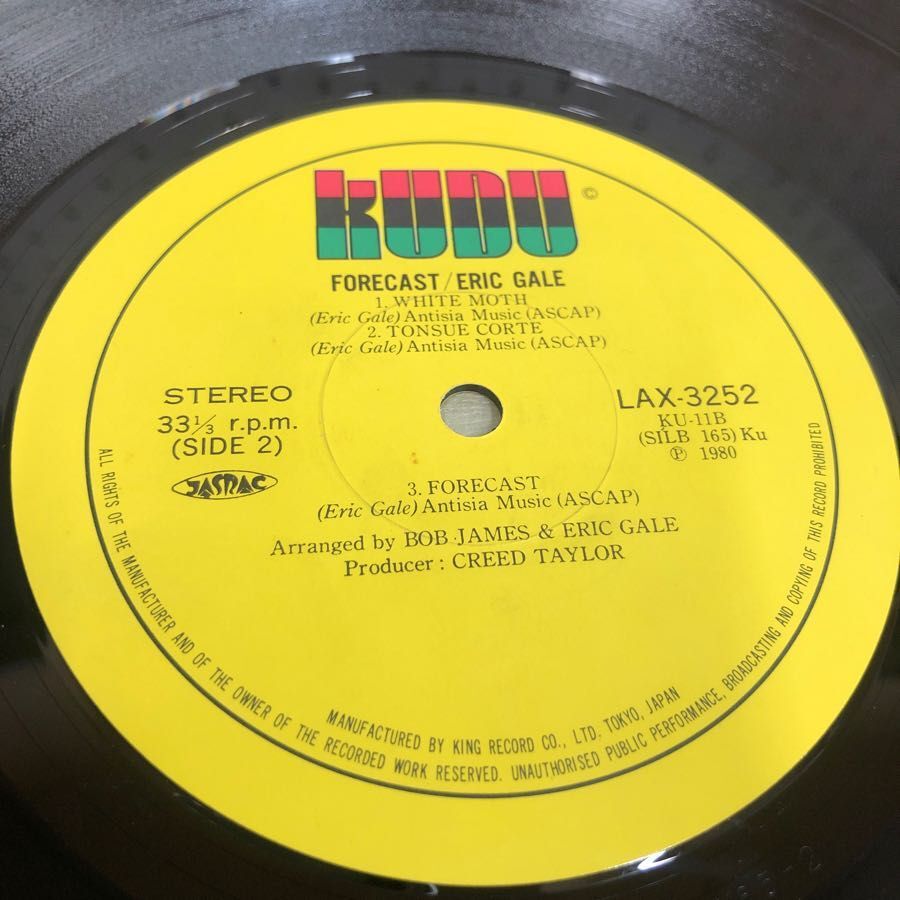 KUDU ©
FORECAST/ERIC GALE
1. WHITE MOTH
(Eric Gale) Antisia Music (ASCAP)
2. TONSUE CORTE
(Eric Gale) Antisia Music (ASCAP)
STEREO
33 1/3 r.p.m.
(SIDE 2)
JASRAC
LAX-3252
KU-11B
(SILB 165) Ku
℗ 1980
3. FORECAST
(Eric Gale) Antisia Music (ASCAP)
Arranged by BOB JAMES & ERIC GALE
Producer : CREED TAYLOR
MANUFACTURED BY KING RECORD CO., LTD. TOKYO, JAPAN
ALL RIGHTS OF THE MANUFACTURER AND OF THE OWNER OF THE RECORDED WORK RESERVED. UNAUTHORISED PUBLIC PERFORMANCE, BROADCASTING AND COPYING OF THIS RECORD PROHIBITED